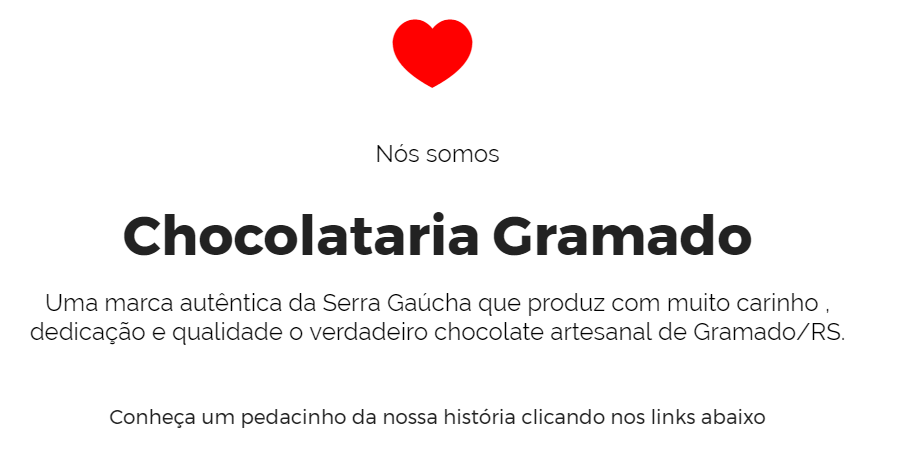 Nós somos
Chocolataria Gramado
Uma marca autêntica da Serra Gaúcha que produz com muito carinho ,
dedicação e qualidade o verdadeiro chocolate artesanal de Gramado/RS.
Conheça um pedacinho da nossa história clicando nos links abaixo